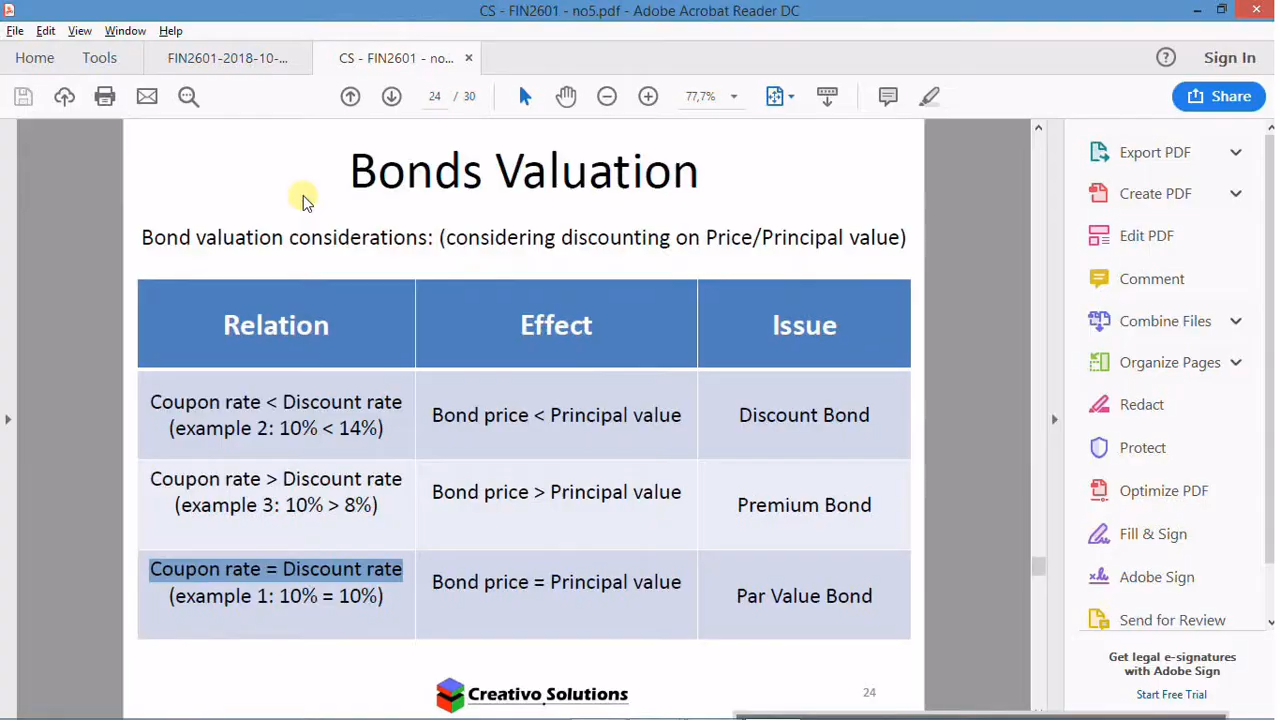 CS - FIN2601 - no5.pdf - Adobe Acrobat Reader DC
File Edit View Window Help
Home Tools FIN2601-2018-10-... CS - FIN2601 - no... × Sign In
24 / 30 77,7% Share
Bonds Valuation
Bond valuation considerations: (considering discounting on Price/Principal value)
Relation Effect Issue
Coupon rate < Discount rate
(example 2: 10% < 14%)
Bond price < Principal value
Discount Bond
Coupon rate > Discount rate
(example 3: 10% > 8%)
Bond price > Principal value
Premium Bond
Coupon rate = Discount rate
(example 1: 10% = 10%)
Bond price = Principal value
Par Value Bond
Creativo Solutions
24
Export PDF
Create PDF
Edit PDF
Comment
Combine Files
Organize Pages
Redact
Protect
Optimize PDF
Fill & Sign
Adobe Sign
Send for Review
Get legal e-signatures
with Adobe Sign
Start Free Trial